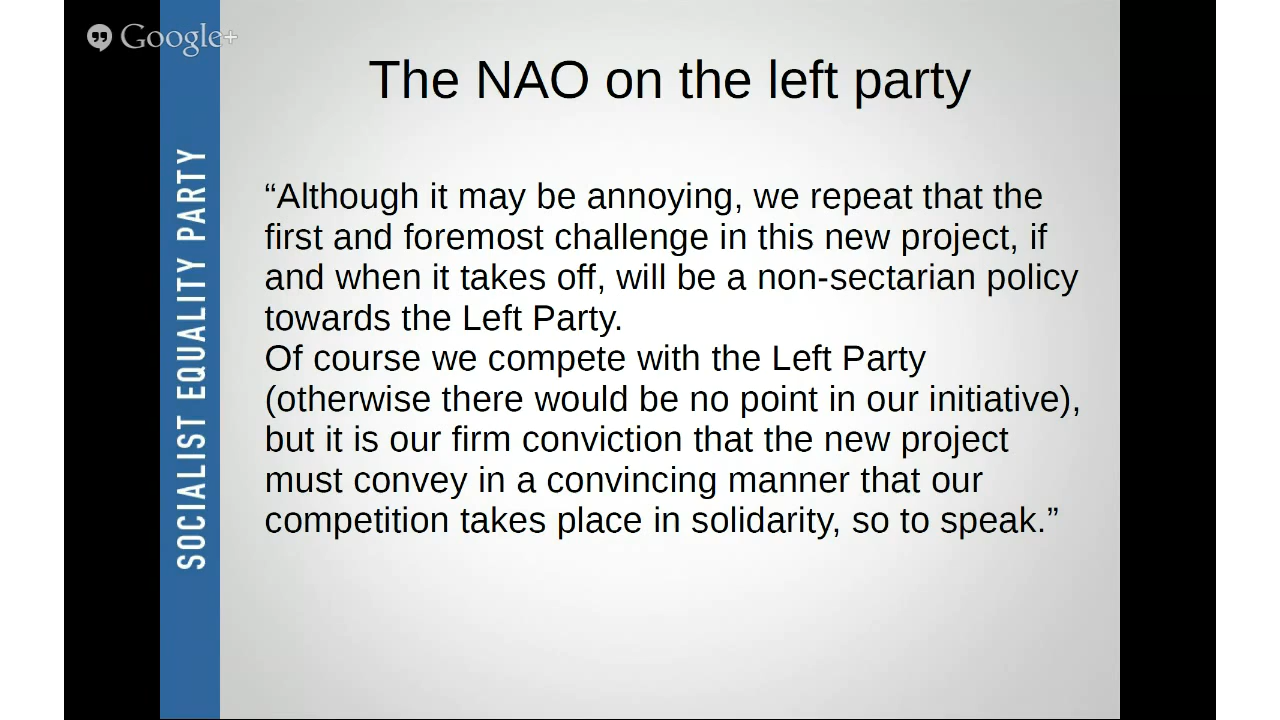 Google+
SOCIALIST EQUALITY PARTY
The NAO on the left party
“Although it may be annoying, we repeat that the
first and foremost challenge in this new project, if
and when it takes off, will be a non-sectarian policy
towards the Left Party.
Of course we compete with the Left Party
(otherwise there would be no point in our initiative),
but it is our firm conviction that the new project
must convey in a convincing manner that our
competition takes place in solidarity, so to speak.”